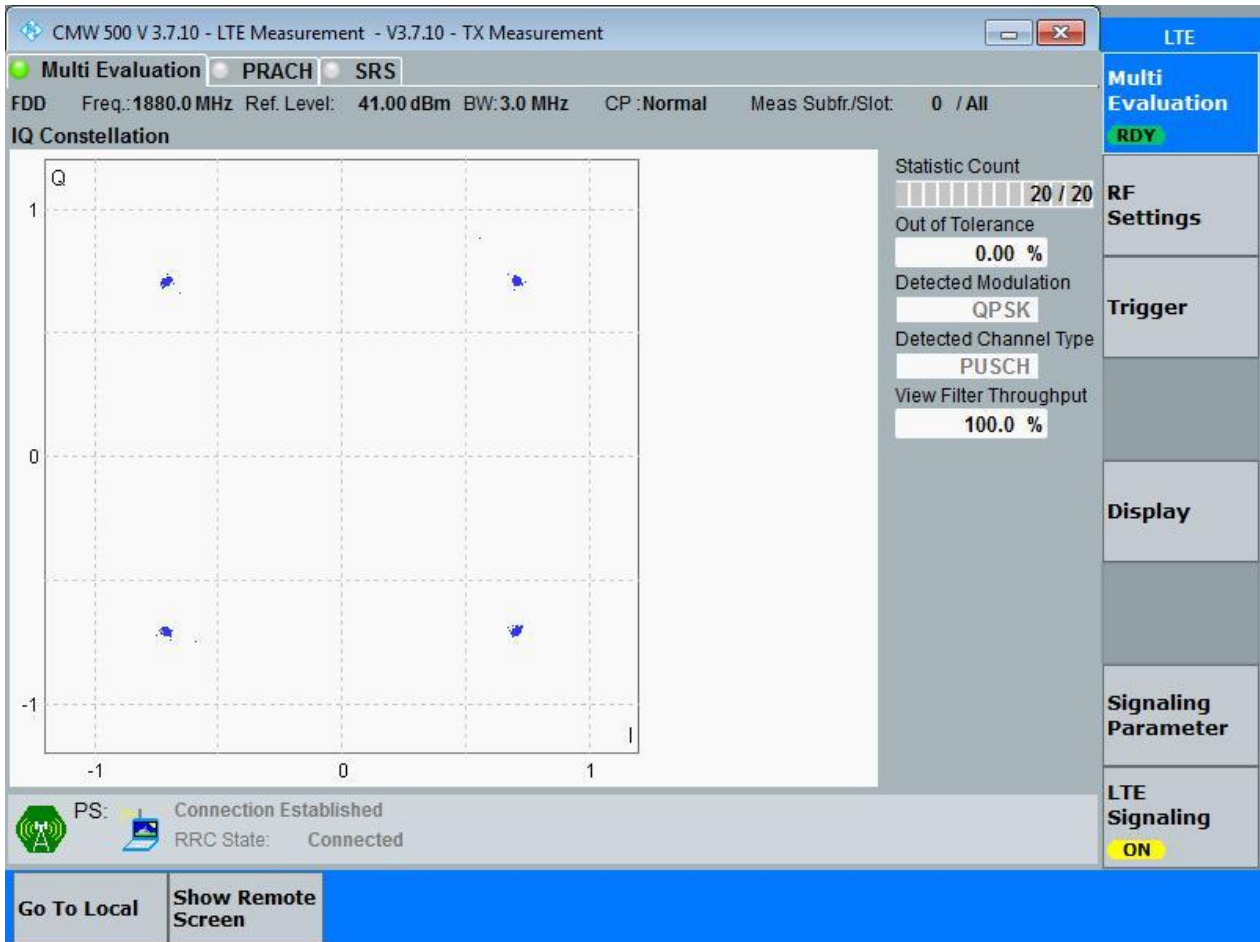 CMW 500 V 3.7.10 - LTE Measurement - V3.7.10 - TX Measurement
LTE
Multi Evaluation PRACH SRS
FDD Freq.: 1880.0 MHz Ref. Level: 41.00 dBm BW: 3.0 MHz CP : Normal Meas Subfr./Slot: 0 / All
IQ Constellation
Q
1
0
-1
I
-1 0 1
Statistic Count
20 / 20
Out of Tolerance
0.00 %
Detected Modulation
QPSK
Detected Channel Type
PUSCH
View Filter Throughput
100.0 %
Multi
Evaluation
RDY
RF
Settings
Trigger
Display
Signaling
Parameter
LTE
Signaling
ON
PS: Connection Established
RRC State: Connected
Go To Local
Show Remote
Screen